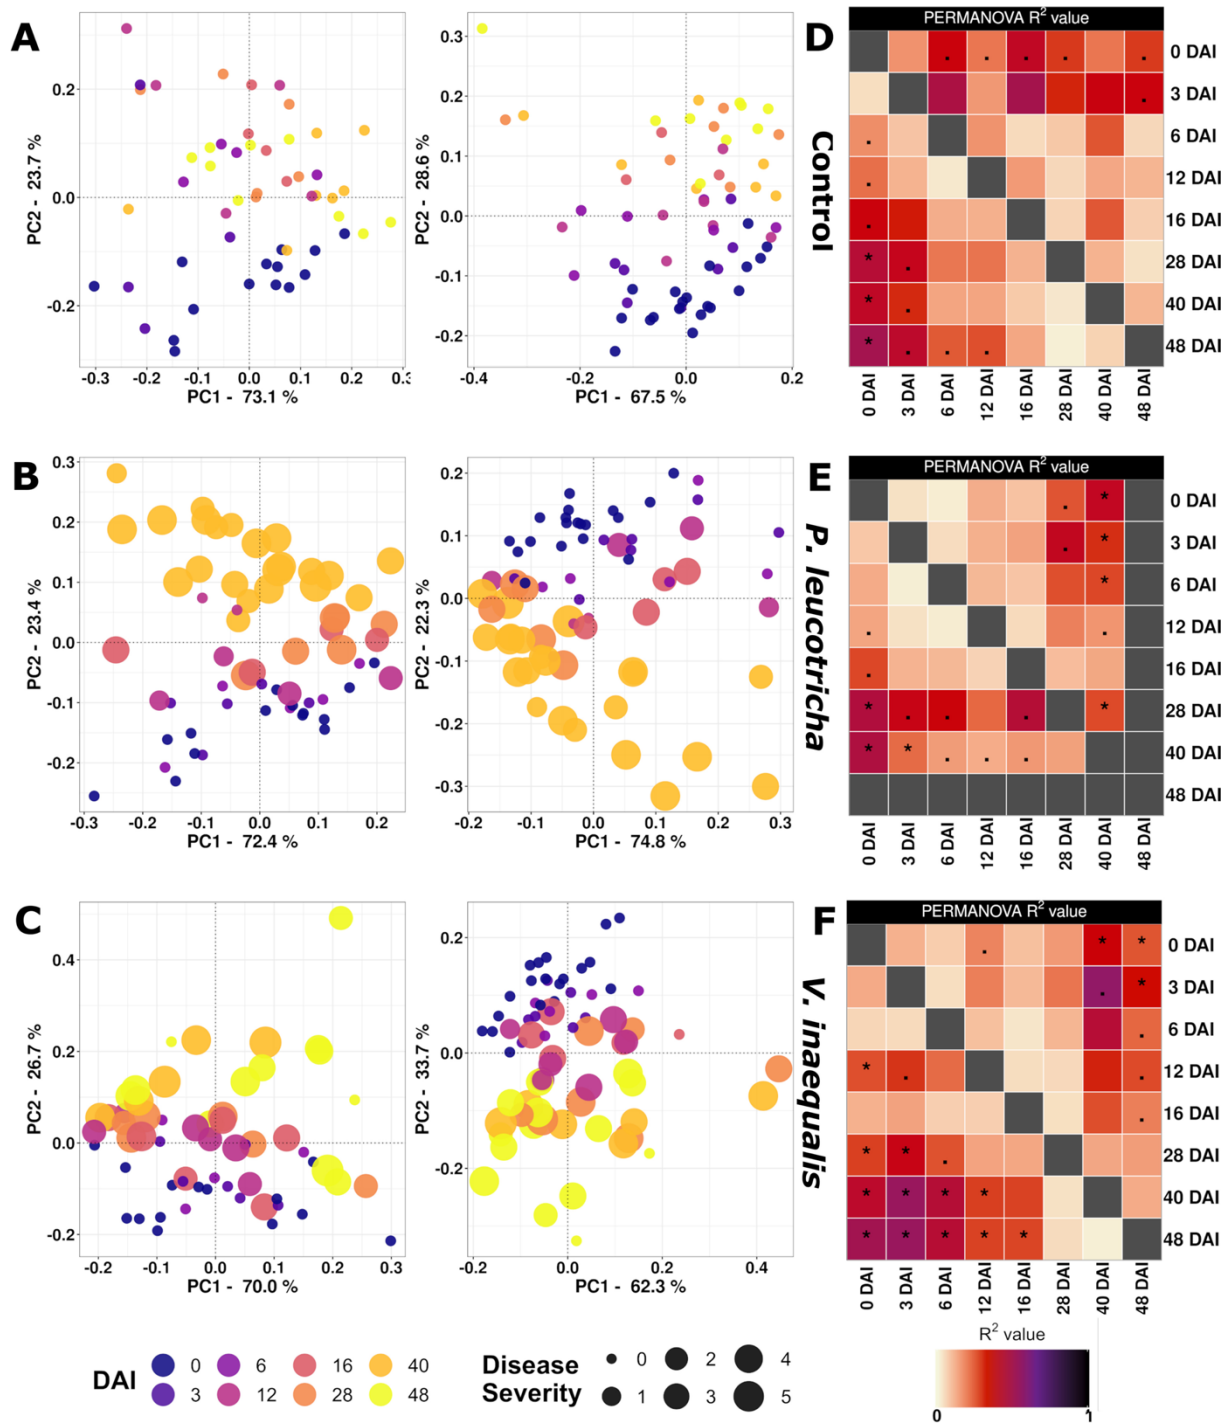 A
PC2 - 23.7 %
0.2
0.0
-0.2
-0.3 -0.2 -0.1 0.0 0.1 0.2
PC1 - 73.1 %
PC2 - 28.6 %
0.3
0.2
0.1
0.0
-0.1
-0.2
-0.4 -0.2 0.0 0.2
PC1 - 67.5 %
D
Control
PERMANOVA R² value
0 DAI
3 DAI
6 DAI
12 DAI
16 DAI
28 DAI
40 DAI
48 DAI
0 DAI 3 DAI 6 DAI 12 DAI 16 DAI 28 DAI 40 DAI 48 DAI
B
PC2 - 23.4 %
0.3
0.2
0.1
0.0
-0.1
-0.2
-0.3 -0.2 -0.1 0.0 0.1 0.2
PC1 - 72.4 %
PC2 - 22.3 %
0.2
0.1
0.0
-0.1
-0.2
-0.3
-0.2 -0.1 0.0 0.1 0.2 0.3
PC1 - 74.8 %
E
P. leucotricha
PERMANOVA R² value
0 DAI
3 DAI
6 DAI
12 DAI
16 DAI
28 DAI
40 DAI
48 DAI
0 DAI 3 DAI 6 DAI 12 DAI 16 DAI 28 DAI 40 DAI 48 DAI
C
PC2 - 26.7 %
0.4
0.2
0.0
-0.2
-0.2 -0.1 0.0 0.1 0.2 0.3
PC1 - 70.0 %
PC2 - 33.7 %
0.2
0.0
-0.2
-0.2 0.0 0.2 0.4
PC1 - 62.3 %
F
V. inaequalis
PERMANOVA R² value
0 DAI
3 DAI
6 DAI
12 DAI
16 DAI
28 DAI
40 DAI
48 DAI
0 DAI 3 DAI 6 DAI 12 DAI 16 DAI 28 DAI 40 DAI 48 DAI
DAI
0 6 16 40
3 12 28 48
Disease
Severity
0 2 4
1 3 5
R² value
0 1